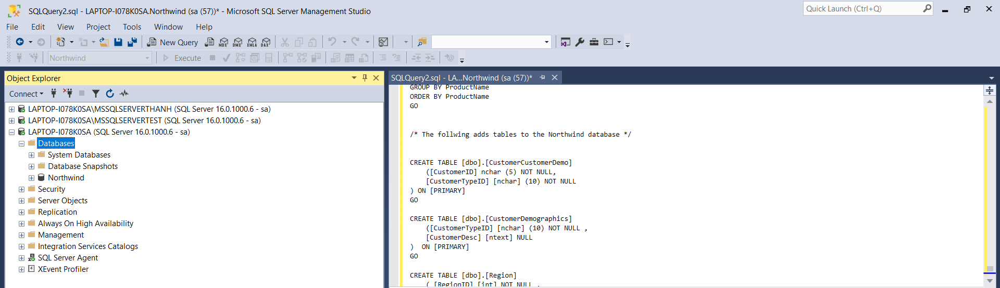 SQLQuery2.sql - LAPTOP-I078K0SA.Northwind (sa (57))* - Microsoft SQL Server Management Studio
Quick Launch (Ctrl+Q)
File Edit View Project Tools Window Help
New Query MDX DMX XMLA DAX
Northwind Execute
Object Explorer
Connect
LAPTOP-I078K0SA\MSSQLSERVERTHANH (SQL Server 16.0.1000.6 - sa)
LAPTOP-I078K0SA\MSSQLSERVERTEST (SQL Server 16.0.1000.6 - sa)
LAPTOP-I078K0SA (SQL Server 16.0.1000.6 - sa)
Databases
System Databases
Database Snapshots
Northwind
Security
Server Objects
Replication
Always On High Availability
Management
Integration Services Catalogs
SQL Server Agent
XEvent Profiler
SQLQuery2.sql - LA...Northwind (sa (57))*
GROUP BY ProductName
ORDER BY ProductName
GO
/* The follwing adds tables to the Northwind database */
CREATE TABLE [dbo].[CustomerCustomerDemo]
([CustomerID] nchar (5) NOT NULL,
[CustomerTypeID] [nchar] (10) NOT NULL
) ON [PRIMARY]
GO
CREATE TABLE [dbo].[CustomerDemographics]
([CustomerTypeID] [nchar] (10) NOT NULL ,
[CustomerDesc] [ntext] NULL
)  ON [PRIMARY]
GO
CREATE TABLE [dbo].[Region]
( [RegionID] [int] NOT NULL ,